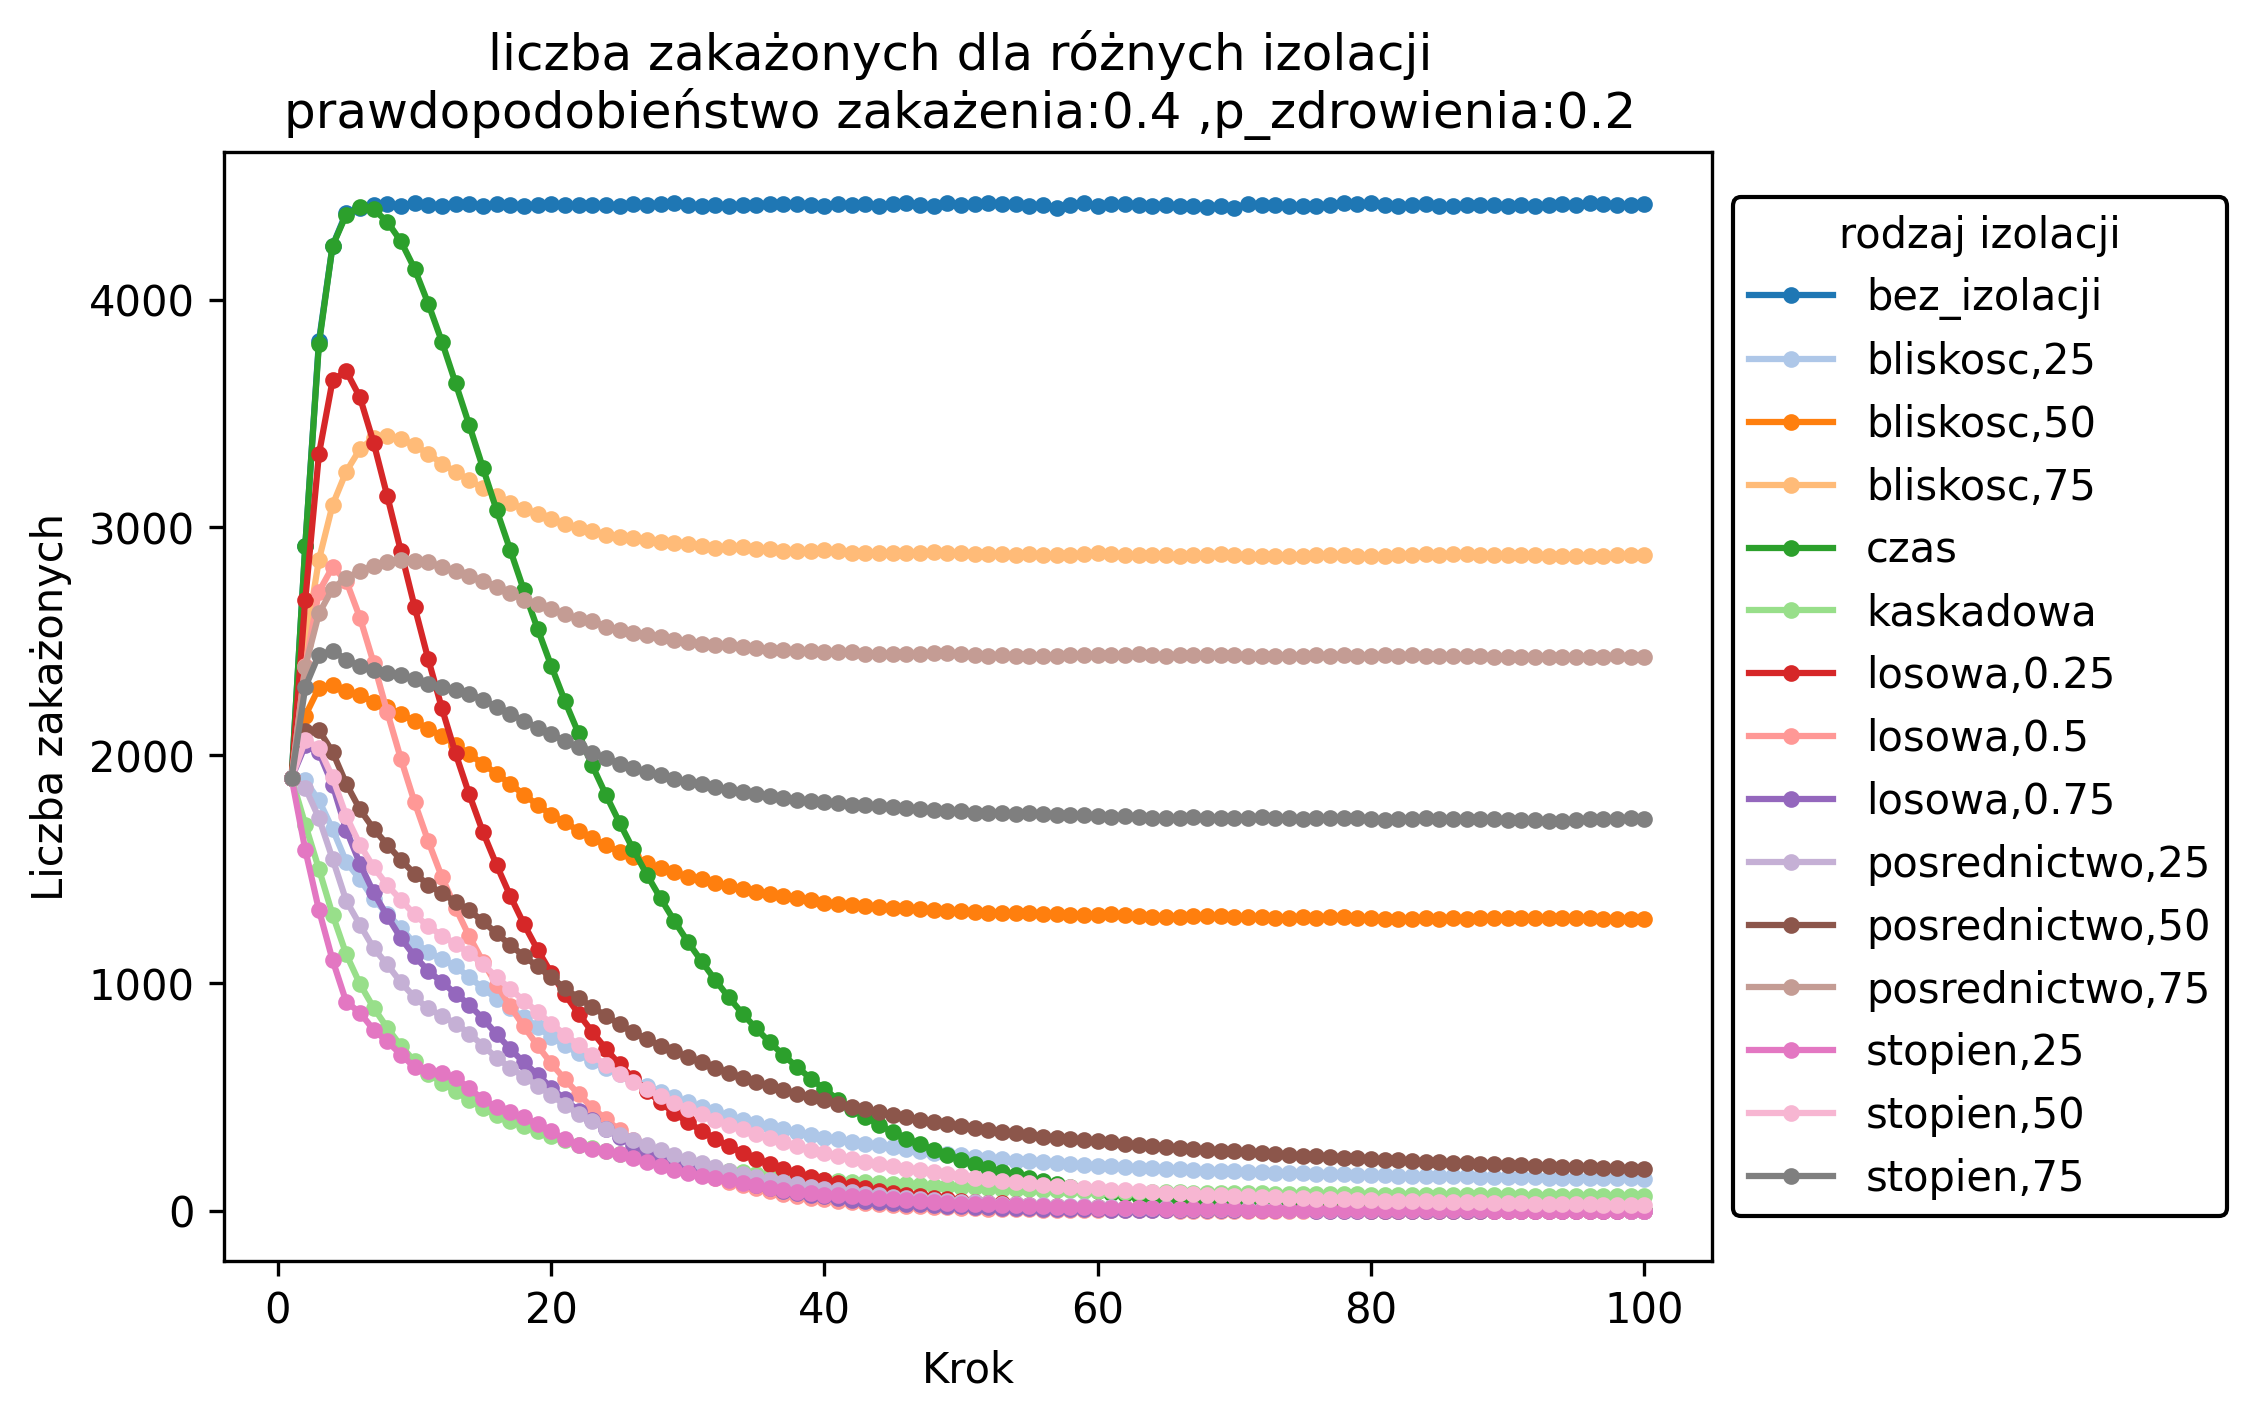 liczba zakażonych dla różnych izolacji
prawdopodobieństwo zakażenia:0.4 ,p_zdrowienia:0.2
Liczba zakażonych
4000
3000
2000
1000
0
0 20 40 60 80 100
Krok
rodzaj izolacji
bez_izolacji
bliskosc,25
bliskosc,50
bliskosc,75
czas
kaskadowa
losowa,0.25
losowa,0.5
losowa,0.75
posrednictwo,25
posrednictwo,50
posrednictwo,75
stopien,25
stopien,50
stopien,75